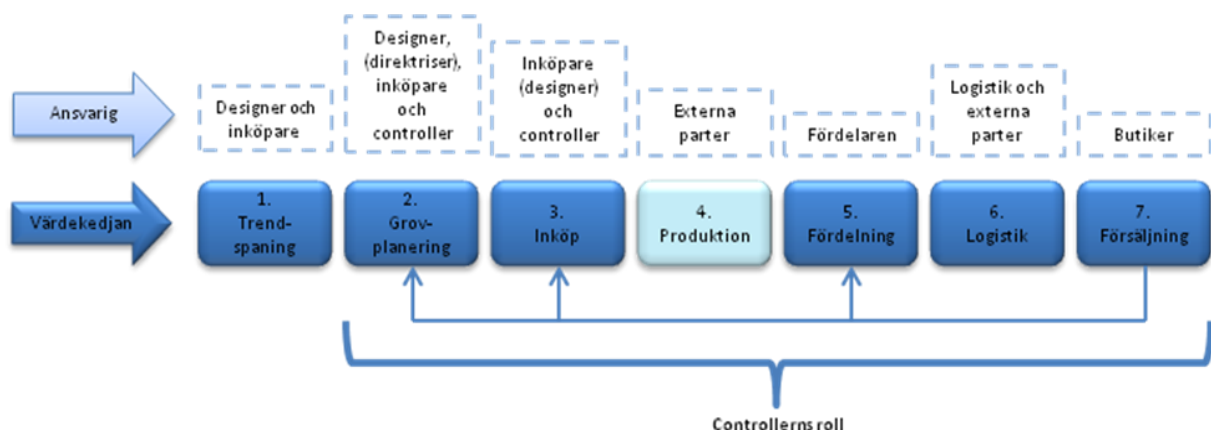 Ansvarig
Designer och
inköpare
Designer,
(direktriser),
inköpare
och
controller
Inköpare
(designer)
och
controller
Externa
parter
Fördelaren
Logistik och
externa
parter
Butiker
Värdekedjan
1.
Trend-
spaning
2.
Grov-
planering
3.
Inköp
4.
Produktion
5.
Fördelning
6.
Logistik
7.
Försäljning
Controllerns roll